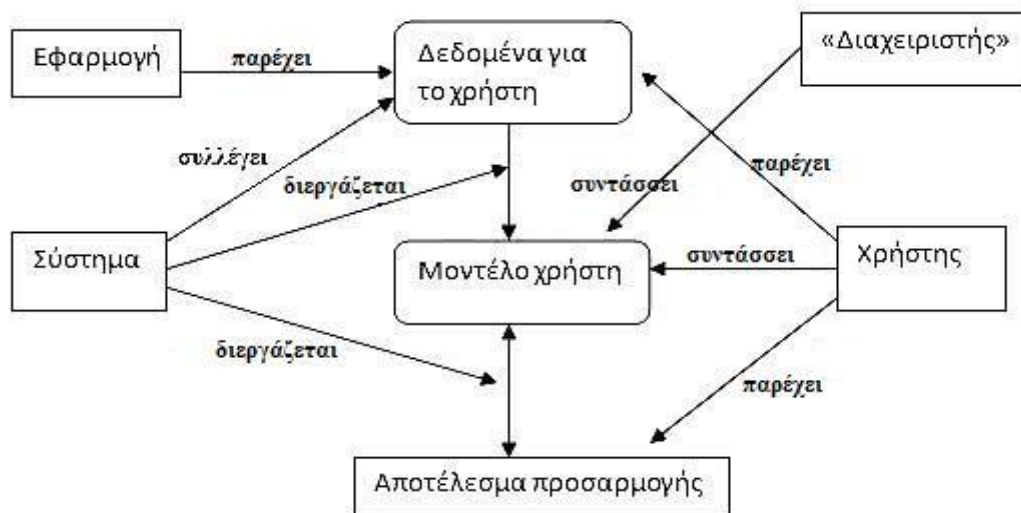 Εφαρμογή
παρέχει
Δεδομένα για
το χρήστη
«Διαχειριστής»
συλλέγει
διεργάζεται
συντάσσει
παρέχει
Σύστημα
Μοντέλο χρήστη
συντάσσει
Χρήστης
διεργάζεται
παρέχει
Αποτέλεσμα προσαρμογής